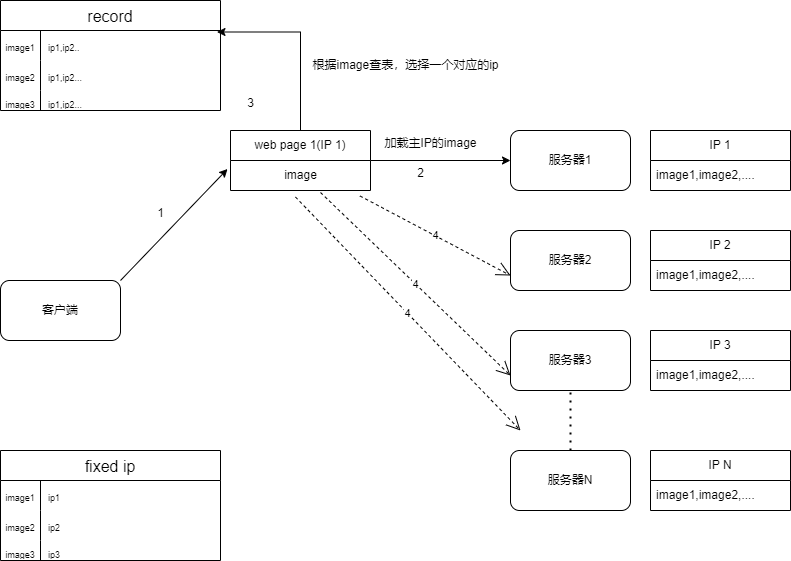 record
image1 ip1,ip2..
image2 ip1,ip2...
image3 ip1,ip2...
根据image查表，选择一个对应的ip
3
web page 1(IP 1)
image
加载主IP的image
2
服务器1
IP 1
image1,image2,....
1
4
服务器2
IP 2
image1,image2,....
4
4
客户端
服务器3
IP 3
image1,image2,....
fixed ip
image1 ip1
image2 ip2
image3 ip3
服务器N
IP N
image1,image2,....